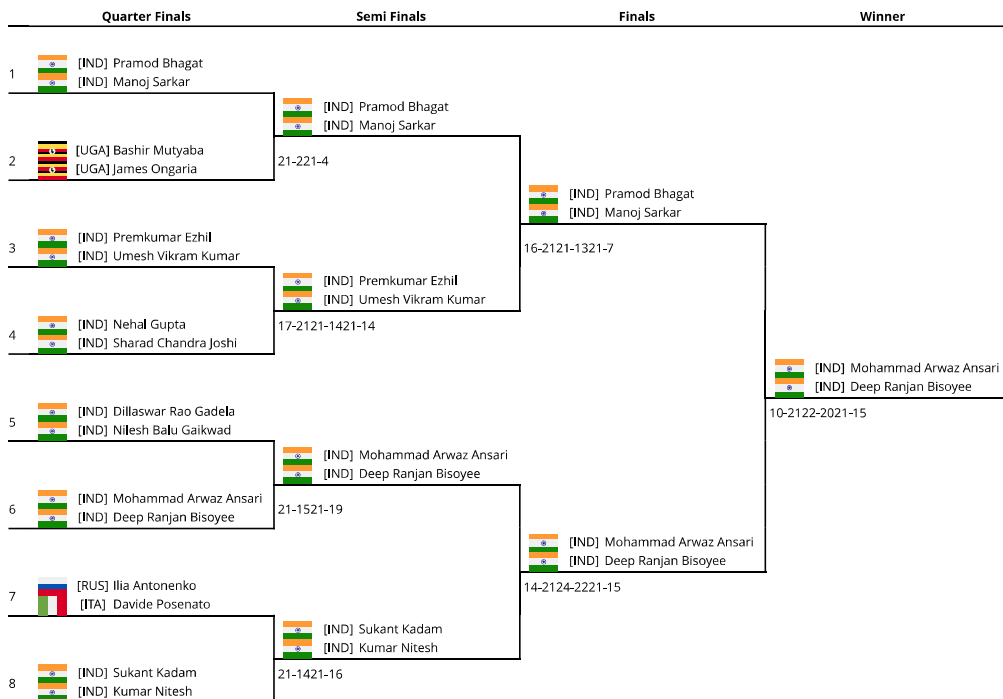 Quarter Finals
Semi Finals
Finals
Winner
1
[IND] Pramod Bhagat
[IND] Manoj Sarkar
[IND] Pramod Bhagat
[IND] Manoj Sarkar
2
[UGA] Bashir Mutyaba
[UGA] James Ongaria
21-221-4
[IND] Pramod Bhagat
[IND] Manoj Sarkar
3
[IND] Premkumar Ezhil
[IND] Umesh Vikram Kumar
16-2121-1321-7
[IND] Premkumar Ezhil
[IND] Umesh Vikram Kumar
4
[IND] Nehal Gupta
[IND] Sharad Chandra Joshi
17-2121-1421-14
[IND] Mohammad Arwaz Ansari
[IND] Deep Ranjan Bisoyee
5
[IND] Dillaswar Rao Gadela
[IND] Nilesh Balu Gaikwad
10-2122-2021-15
[IND] Mohammad Arwaz Ansari
[IND] Deep Ranjan Bisoyee
6
[IND] Mohammad Arwaz Ansari
[IND] Deep Ranjan Bisoyee
21-1521-19
[IND] Mohammad Arwaz Ansari
[IND] Deep Ranjan Bisoyee
7
[RUS] Ilia Antonenko
[ITA] Davide Posenato
14-2124-2221-15
[IND] Sukant Kadam
[IND] Kumar Nitesh
8
[IND] Sukant Kadam
[IND] Kumar Nitesh
21-1421-16